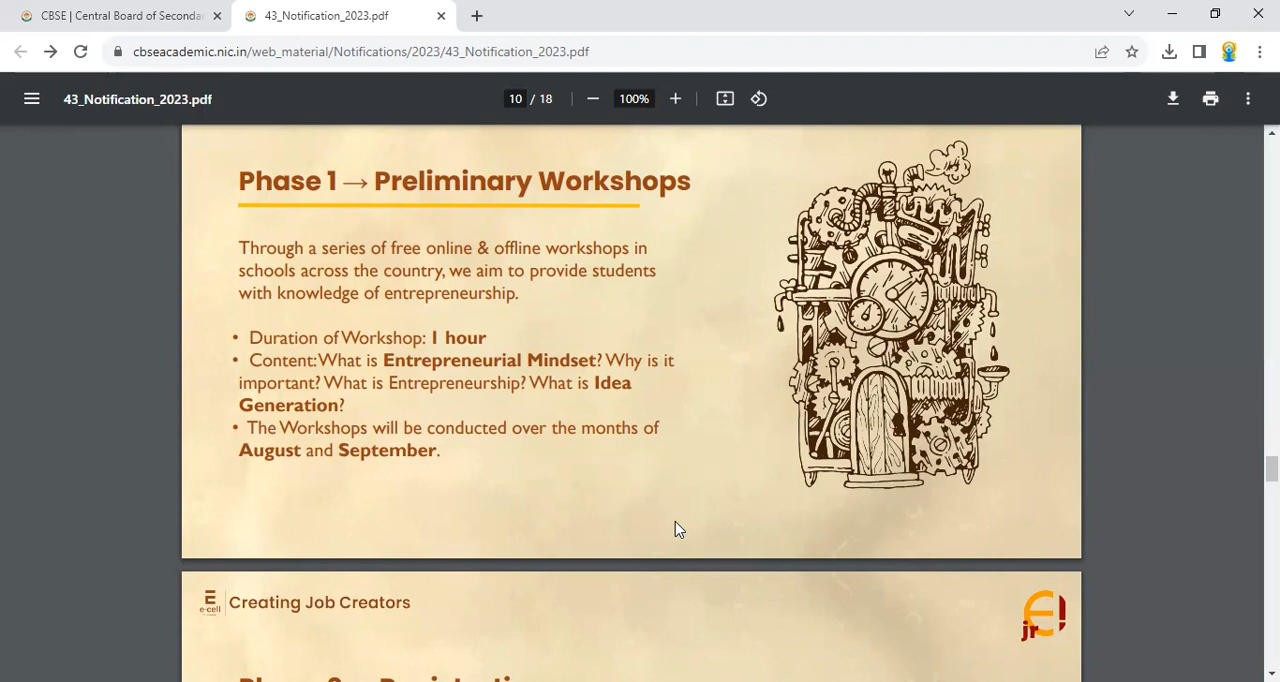 CBSE | Central Board of Seconda
43_Notification_2023.pdf
cbseacademic.nic.in/web_material/Notifications/2023/43_Notification_2023.pdf
43_Notification_2023.pdf
10 / 18
100%
Phase 1 → Preliminary Workshops
Through a series of free online & offline workshops in
schools across the country, we aim to provide students
with knowledge of entrepreneurship.
• Duration of Workshop: 1 hour
• Content: What is Entrepreneurial Mindset? Why is it
important? What is Entrepreneurship? What is Idea
Generation?
• The Workshops will be conducted over the months of
August and September.
E
e-cell
Creating Job Creators
E!
jr